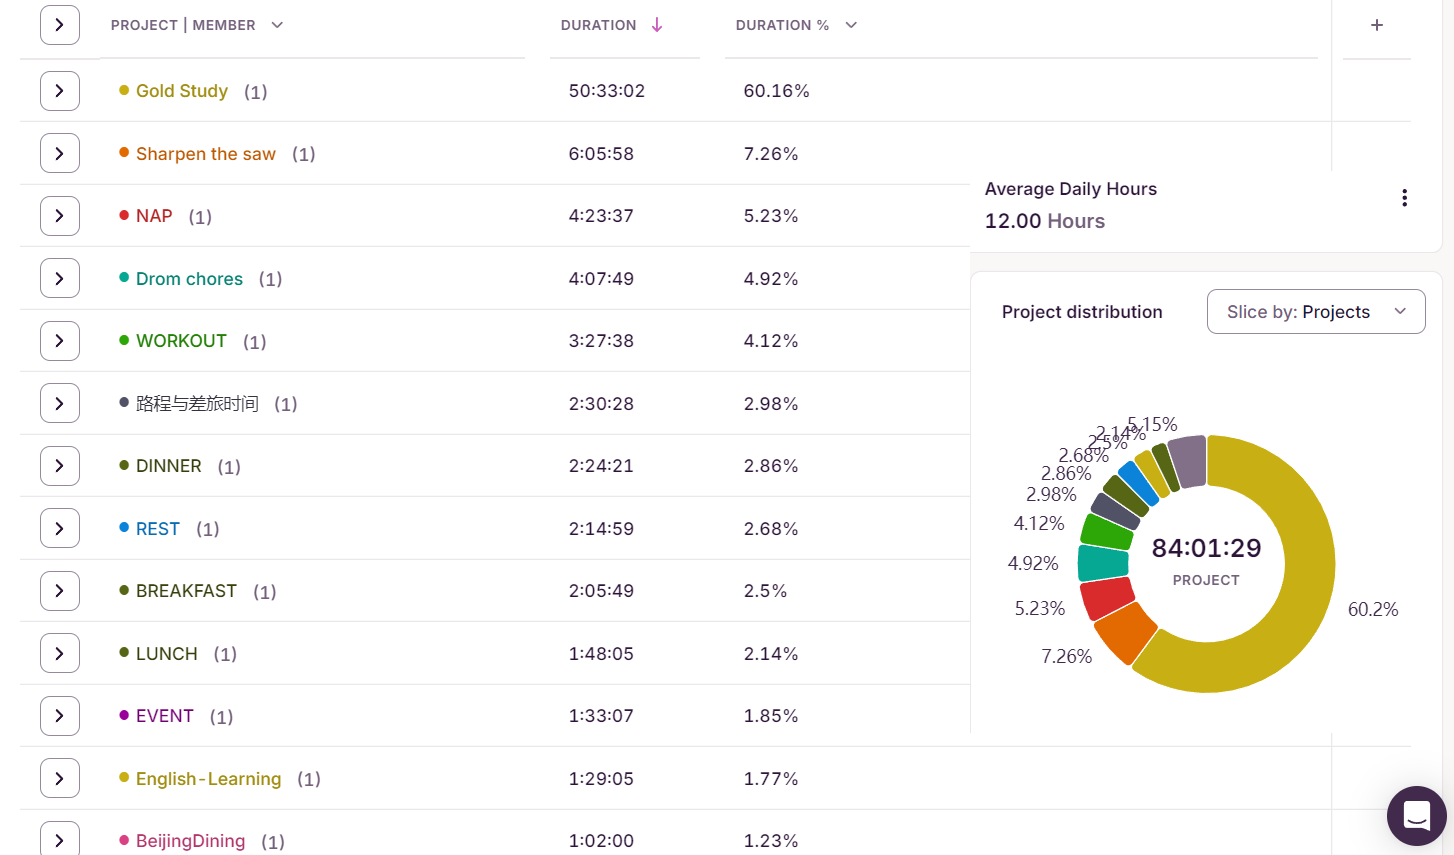 PROJECT | MEMBER DURATION DURATION % +
Gold Study (1) 50:33:02 60.16%
Sharpen the saw (1) 6:05:58 7.26%
NAP (1) 4:23:37 5.23%
Drom chores (1) 4:07:49 4.92%
WORKOUT (1) 3:27:38 4.12%
路程与差旅时间 (1) 2:30:28 2.98%
DINNER (1) 2:24:21 2.86%
REST (1) 2:14:59 2.68%
BREAKFAST (1) 2:05:49 2.5%
LUNCH (1) 1:48:05 2.14%
EVENT (1) 1:33:07 1.85%
English-Learning (1) 1:29:05 1.77%
BeijingDining (1) 1:02:00 1.23%
Average Daily Hours
12.00 Hours
Project distribution
Slice by: Projects
5.15%
2.14%
2.5%
2.68%
2.86%
2.98%
4.12%
4.92%
5.23%
7.26%
60.2%
84:01:29
PROJECT